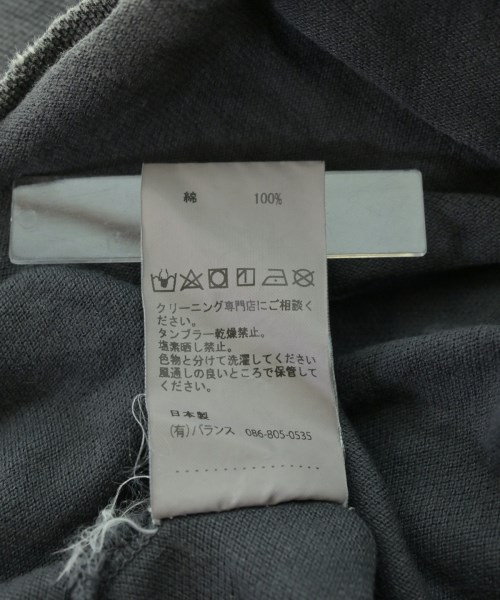 綿 100%
クリーニング専門店にご相談く
ださい。
タンブラー乾燥禁止。
塩素晒し禁止。
色物と分けて洗濯してください
風通しの良いところで保管して
てください。
日本製
(有)バランス 086-805-0535